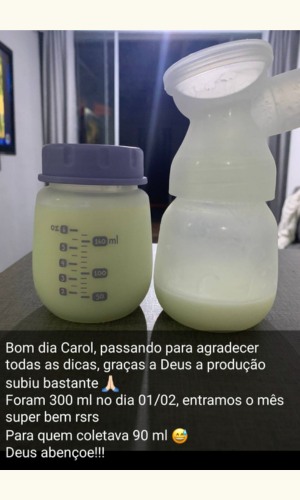 oz 6
140 ml
5
4
100
3
2
50
Bom dia Carol, passando para agradecer
todas as dicas, graças a Deus a produção
subiu bastante 🙏🏻
Foram 300 ml no dia 01/02, entramos o mês
super bem rsrs
Para quem coletava 90 ml 😅
Deus abençoe!!!